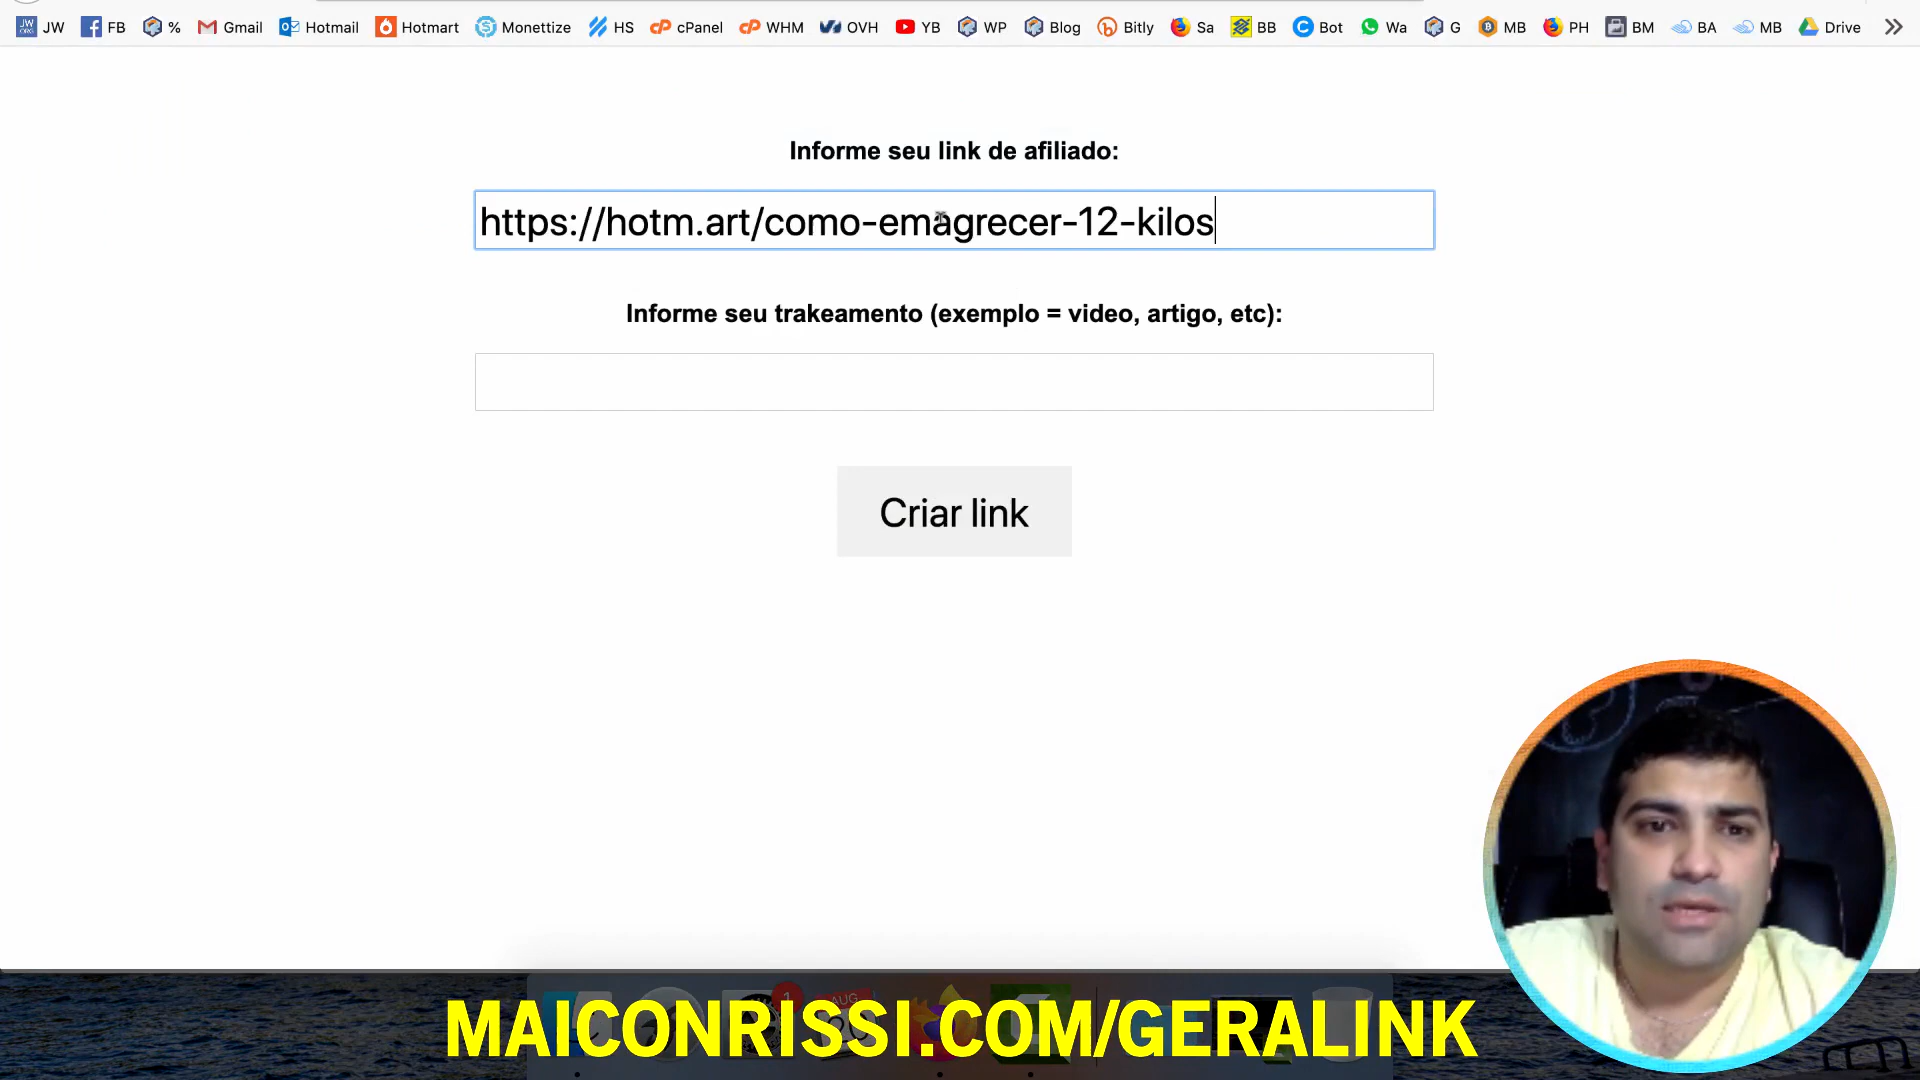 JW FB % Gmail Hotmail Hotmart Monettize HS cPanel WHM OVH YB WP Blog Bitly Sa BB Bot Wa G MB PH BM BA MB Drive
Informe seu link de afiliado:
https://hotm.art/como-emagrecer-12-kilos
Informe seu trakeamento (exemplo = video, artigo, etc):
Criar link
MAICONRISSI.COM/GERALINK